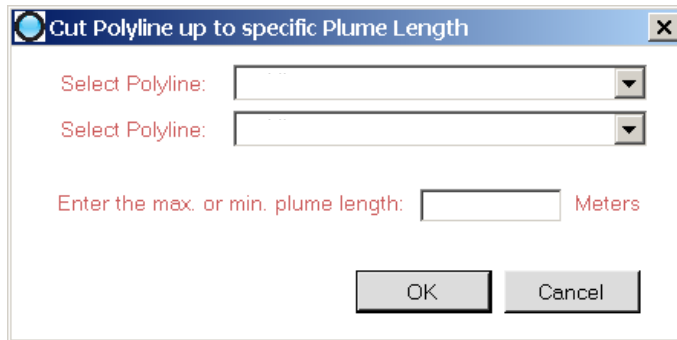 Cut Polyline up to specific Plume Length
Select Polyline:
Select Polyline:
Enter the max. or min. plume length: Meters
OK Cancel